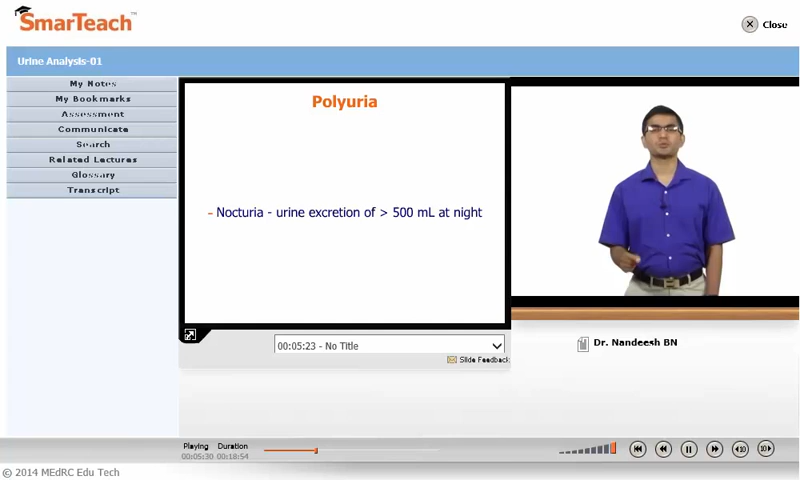 SmarTeach™
Close
Urine Analysis-01
My Notes
My Bookmarks
Assessment
Communicate
Search
Related Lectures
Glossary
Transcript
Polyuria
– Nocturia - urine excretion of > 500 mL at night
00:05:23 - No Title
Slide Feedback
Dr. Nandeesh BN
Playing Duration
00:05:30 00:18:54
10 10
© 2014 MEdRC Edu Tech